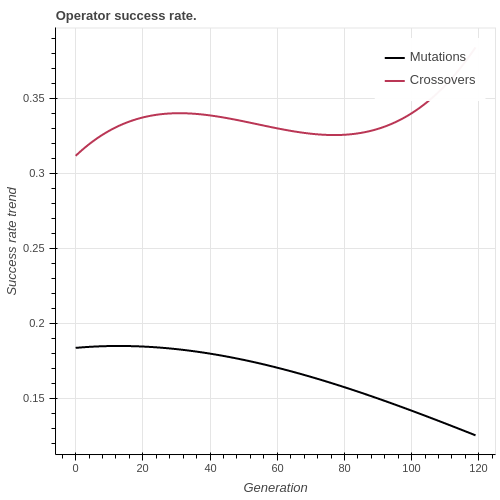 Operator success rate.
Mutations
Crossovers
0.35
0.3
0.25
0.2
0.15
Success rate trend
0
20
40
60
80
100
120
Generation